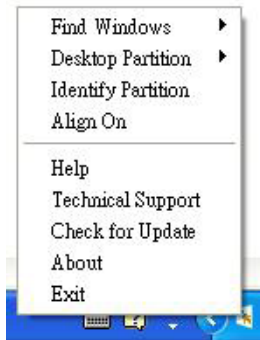 Find Windows
Desktop Partition
Identify Partition
Align On
Help
Technical Support
Check for Update
About
Exit